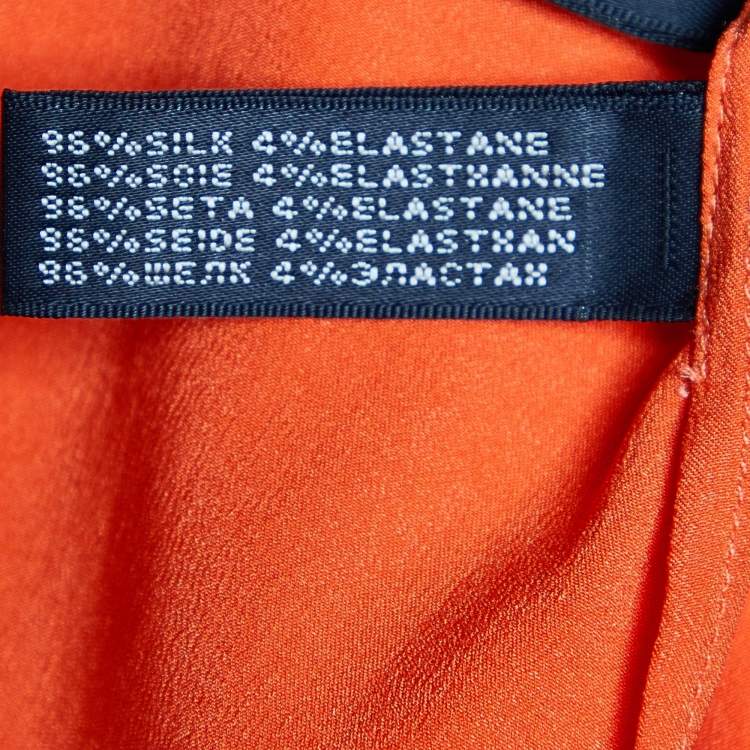 96%SILK 4%ELASTANE
96%SOIE 4%ELASTHANNE
96%SETA 4%ELASTANE
96%SEIDE 4%ELASTHAN
96%ШЕЛК 4%ЭЛАСТАН